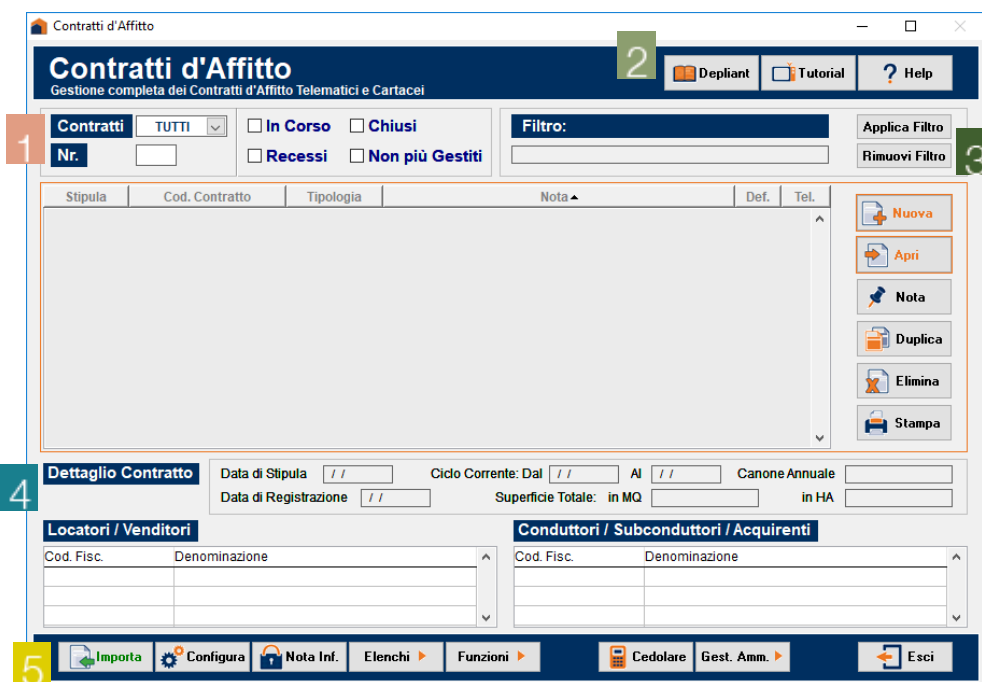 Contratti d'Affitto
Contratti d'Affitto
Gestione completa dei Contratti d'Affitto Telematici e Cartacei
2
Depliant
Tutorial
? Help
1
Contratti TUTTI
In Corso
Chiusi
Nr.
Recessi
Non più Gestiti
Filtro:
Applica Filtro
Rimuovi Filtro
3
Stipula Cod. Contratto Tipologia Nota Def. Tel.
Nuova
Apri
Nota
Duplica
Elimina
Stampa
4
Dettaglio Contratto
Data di Stipula / / Ciclo Corrente: Dal / / Al / / Canone Annuale
Data di Registrazione / / Superficie Totale: in MQ in HA
Locatori / Venditori
Cod. Fisc. Denominazione
Conduttori / Subconduttori / Acquirenti
Cod. Fisc. Denominazione
5
Importa
Configura
Nota Inf.
Elenchi
Funzioni
Cedolare
Gest. Amm.
Esci